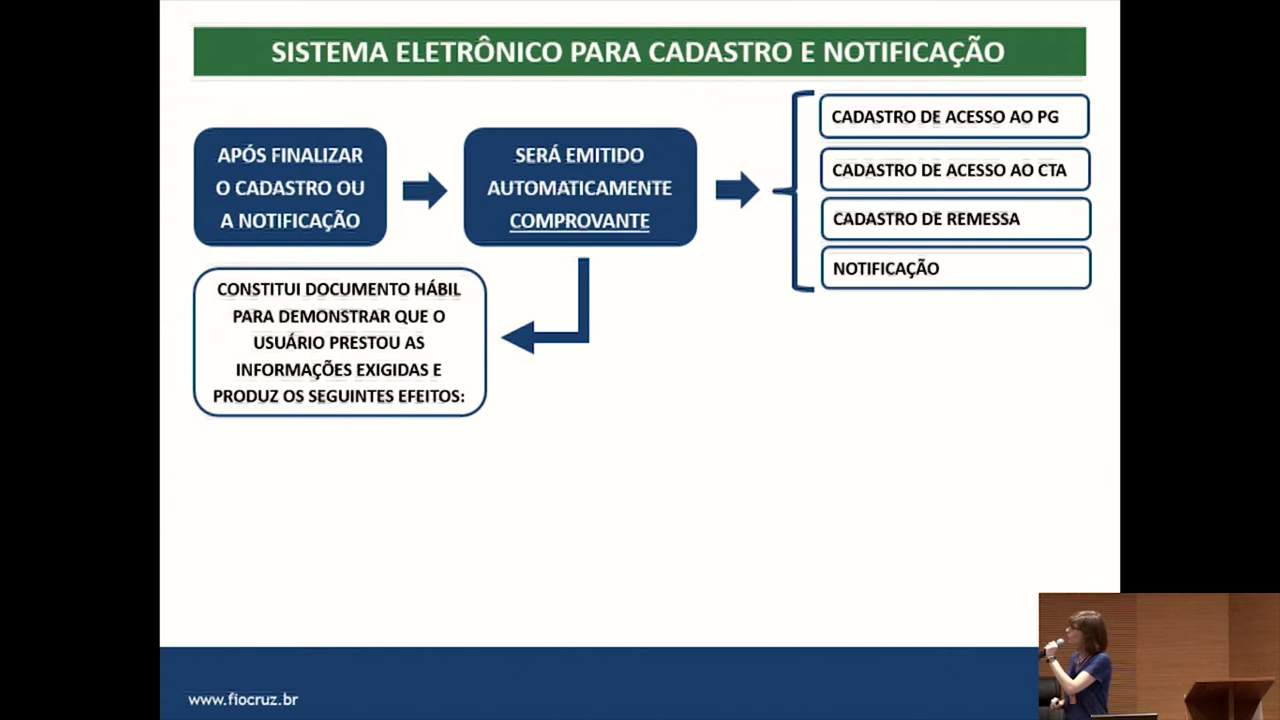 SISTEMA ELETRÔNICO PARA CADASTRO E NOTIFICAÇÃO
APÓS FINALIZAR
O CADASTRO OU
A NOTIFICAÇÃO
SERÁ EMITIDO
AUTOMATICAMENTE
COMPROVANTE
CADASTRO DE ACESSO AO PG
CADASTRO DE ACESSO AO CTA
CADASTRO DE REMESSA
NOTIFICAÇÃO
CONSTITUI DOCUMENTO HÁBIL
PARA DEMONSTRAR QUE O
USUÁRIO PRESTOU AS
INFORMAÇÕES EXIGIDAS E
PRODUZ OS SEGUINTES EFEITOS:
www.fiocruz.br